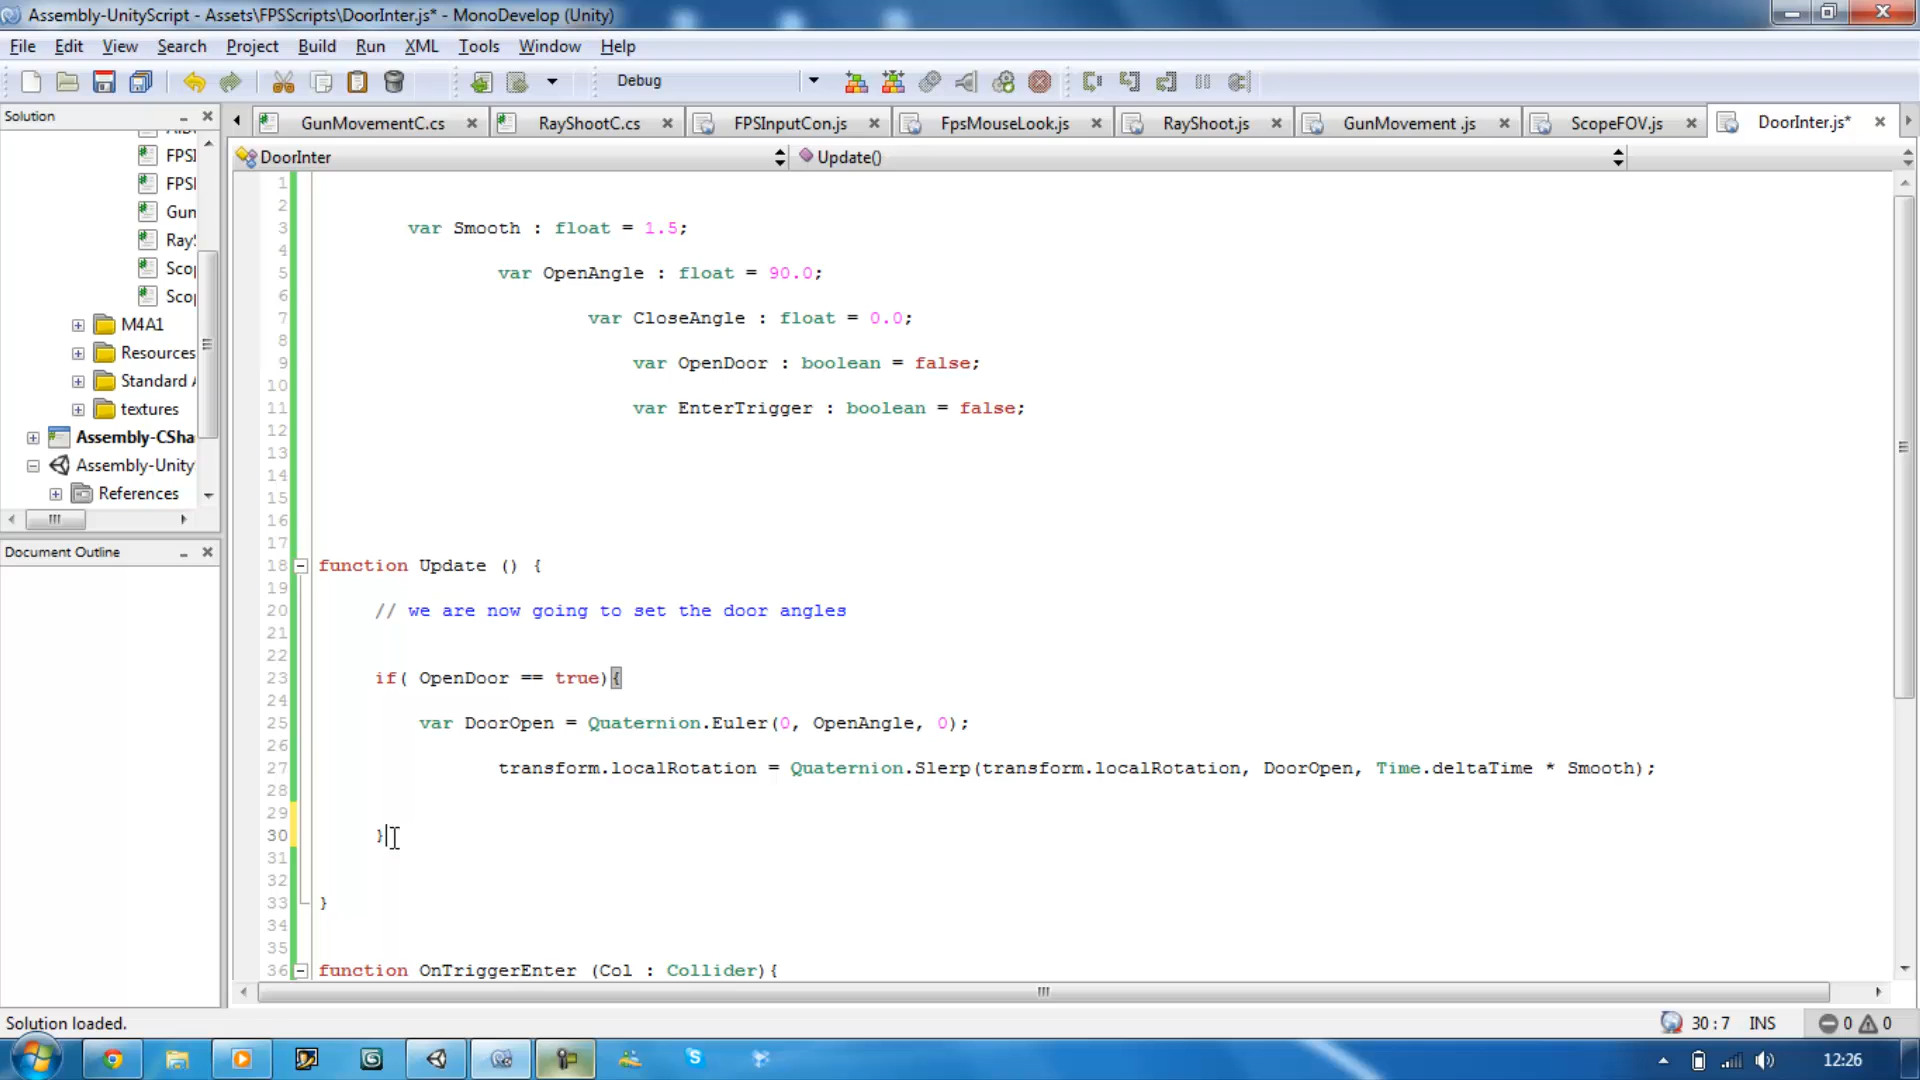 Assembly-UnityScript - Assets\FPSScripts\DoorInter.js* - MonoDevelop (Unity)
File Edit View Search Project Build Run XML Tools Window Help
Debug
Solution
GunMovementC.cs RayShootC.cs FPSInputCon.js FpsMouseLook.js RayShoot.js GunMovement .js ScopeFOV.js DoorInter.js*
DoorInter Update()
FPSI
FPSI
Gun
RayS
Scop
Scop
M4A1
Resources
Standard A
textures
Assembly-CSha
Assembly-Unity
References
Document Outline
1
2
3 var Smooth : float = 1.5;
4
5 var OpenAngle : float = 90.0;
6
7 var CloseAngle : float = 0.0;
8
9 var OpenDoor : boolean = false;
10
11 var EnterTrigger : boolean = false;
12
13
14
15
16
17
18 function Update () {
19
20 // we are now going to set the door angles
21
22
23 if( OpenDoor == true){
24
25 var DoorOpen = Quaternion.Euler(0, OpenAngle, 0);
26
27 transform.localRotation = Quaternion.Slerp(transform.localRotation, DoorOpen, Time.deltaTime * Smooth);
28
29
30 }
31
32
33 }
34
35
36 function OnTriggerEnter (Col : Collider){
Solution loaded.
30 : 7 INS 0 0
12:26